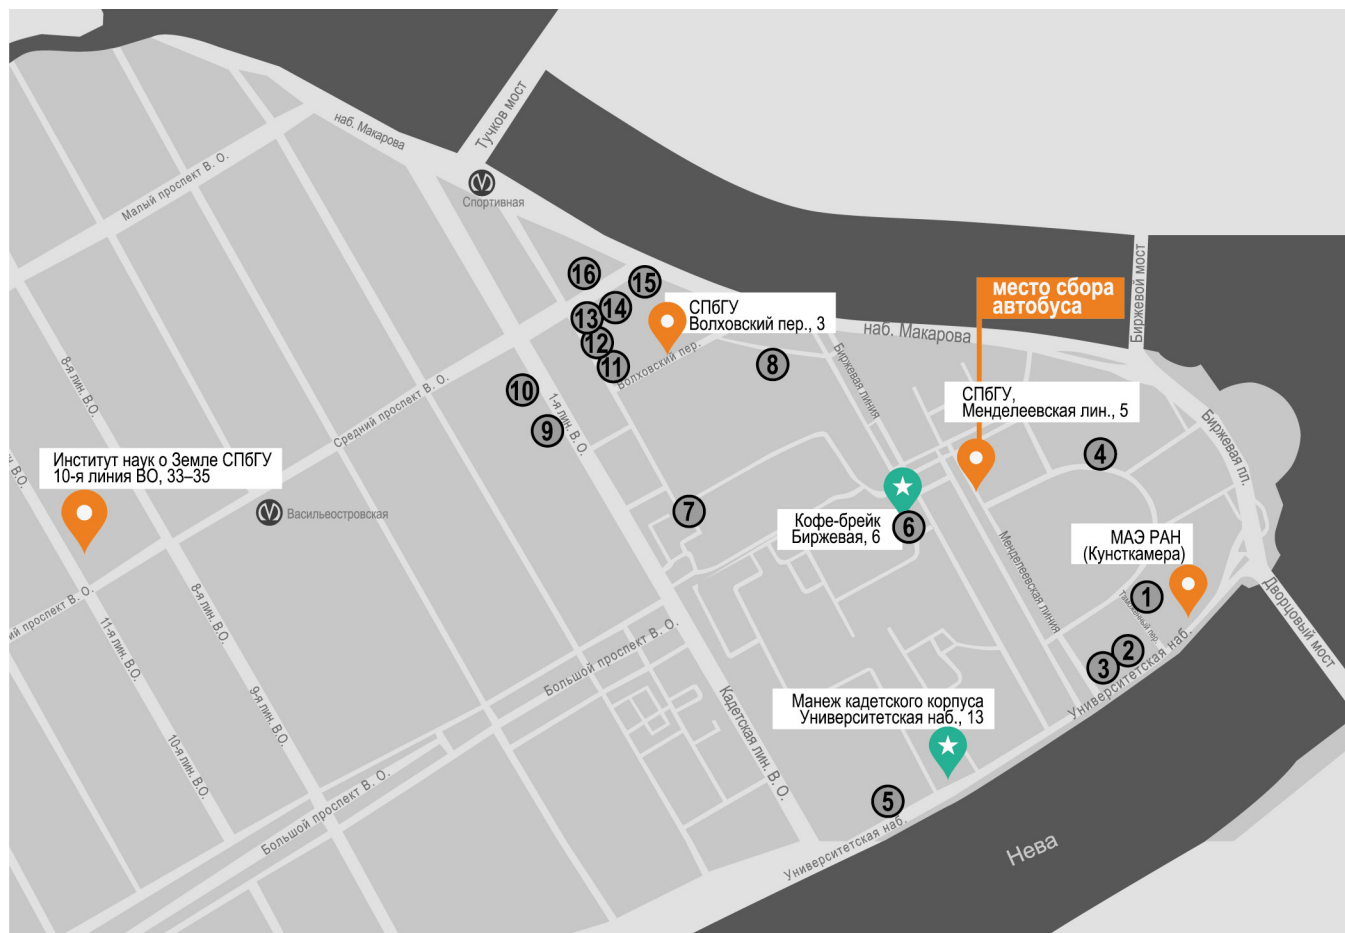 Тучков мост
наб. Макарова
Малый проспект В. О.
Спортивная
место сбора
автобуса
Биржевой мост
16
15
14
13
12
11
СПбГУ
Волховский пер., 3
Волховский пер.
наб. Макарова
8
Биржевая линия
8-я лин. В.О.
Средний проспект В. О.
10
9
1-я лин. В.О.
СПбГУ,
Менделеевская лин., 5
Биржевая пл.
4
Институт наук о Земле СПбГУ
10-я линия ВО, 33–35
лин. В.О.
Васильеостровская
7
Кофе-брейк
Биржевая, 6
6
Менделеевская линия
МАЭ РАН
(Кунсткамера)
1
Таможенный пер.
2
3
Дворцовый мост
Университетская наб.
ий проспект В. О.
8-я лин. В.О.
11-я лин. В.О.
9-я лин. В.О.
10-я лин. В.О.
Большой проспект В. О.
Кадетская лин. В. О.
Манеж кадетского корпуса
Университетская наб., 13
5
Большой проспект В. О.
Университетская наб.
Нева